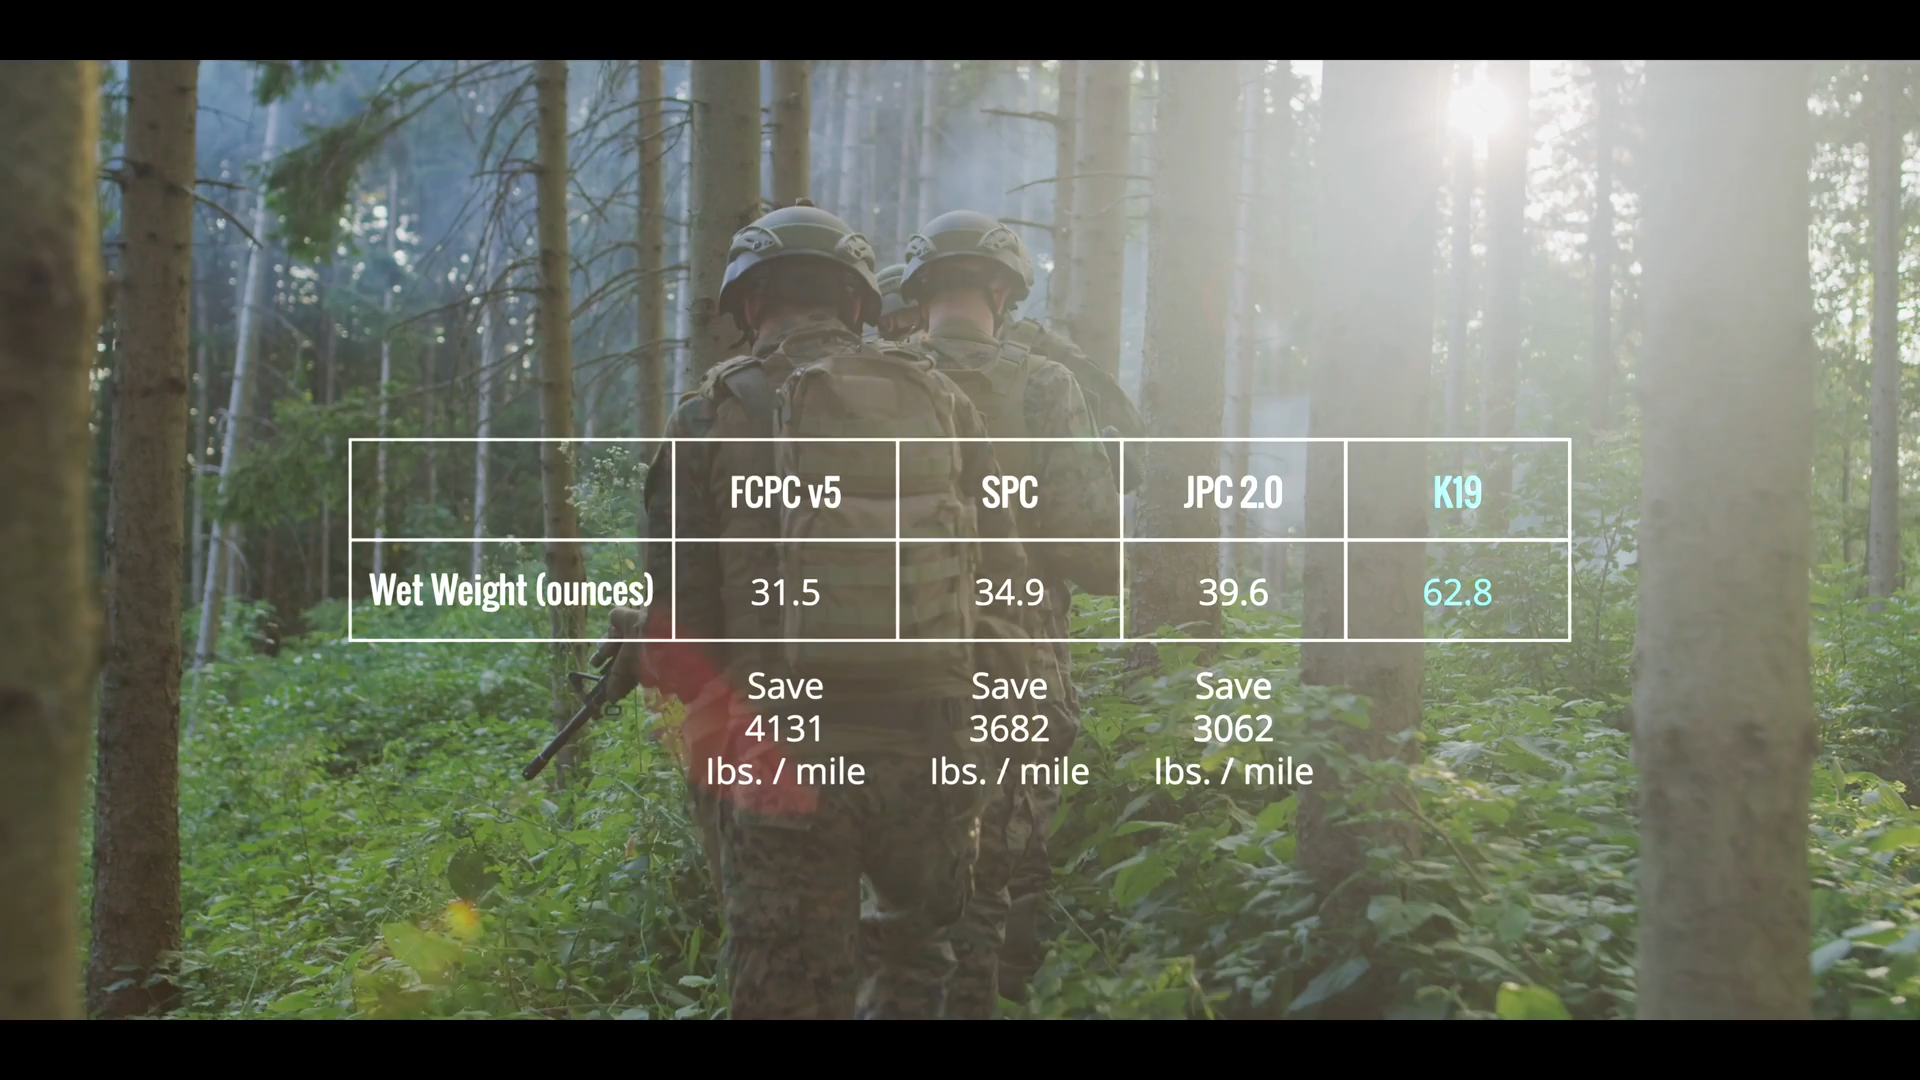 FCPC v5 SPC JPC 2.0 K19
Wet Weight (ounces) 31.5 34.9 39.6 62.8
Save Save Save
4131 3682 3062
lbs. / mile lbs. / mile lbs. / mile